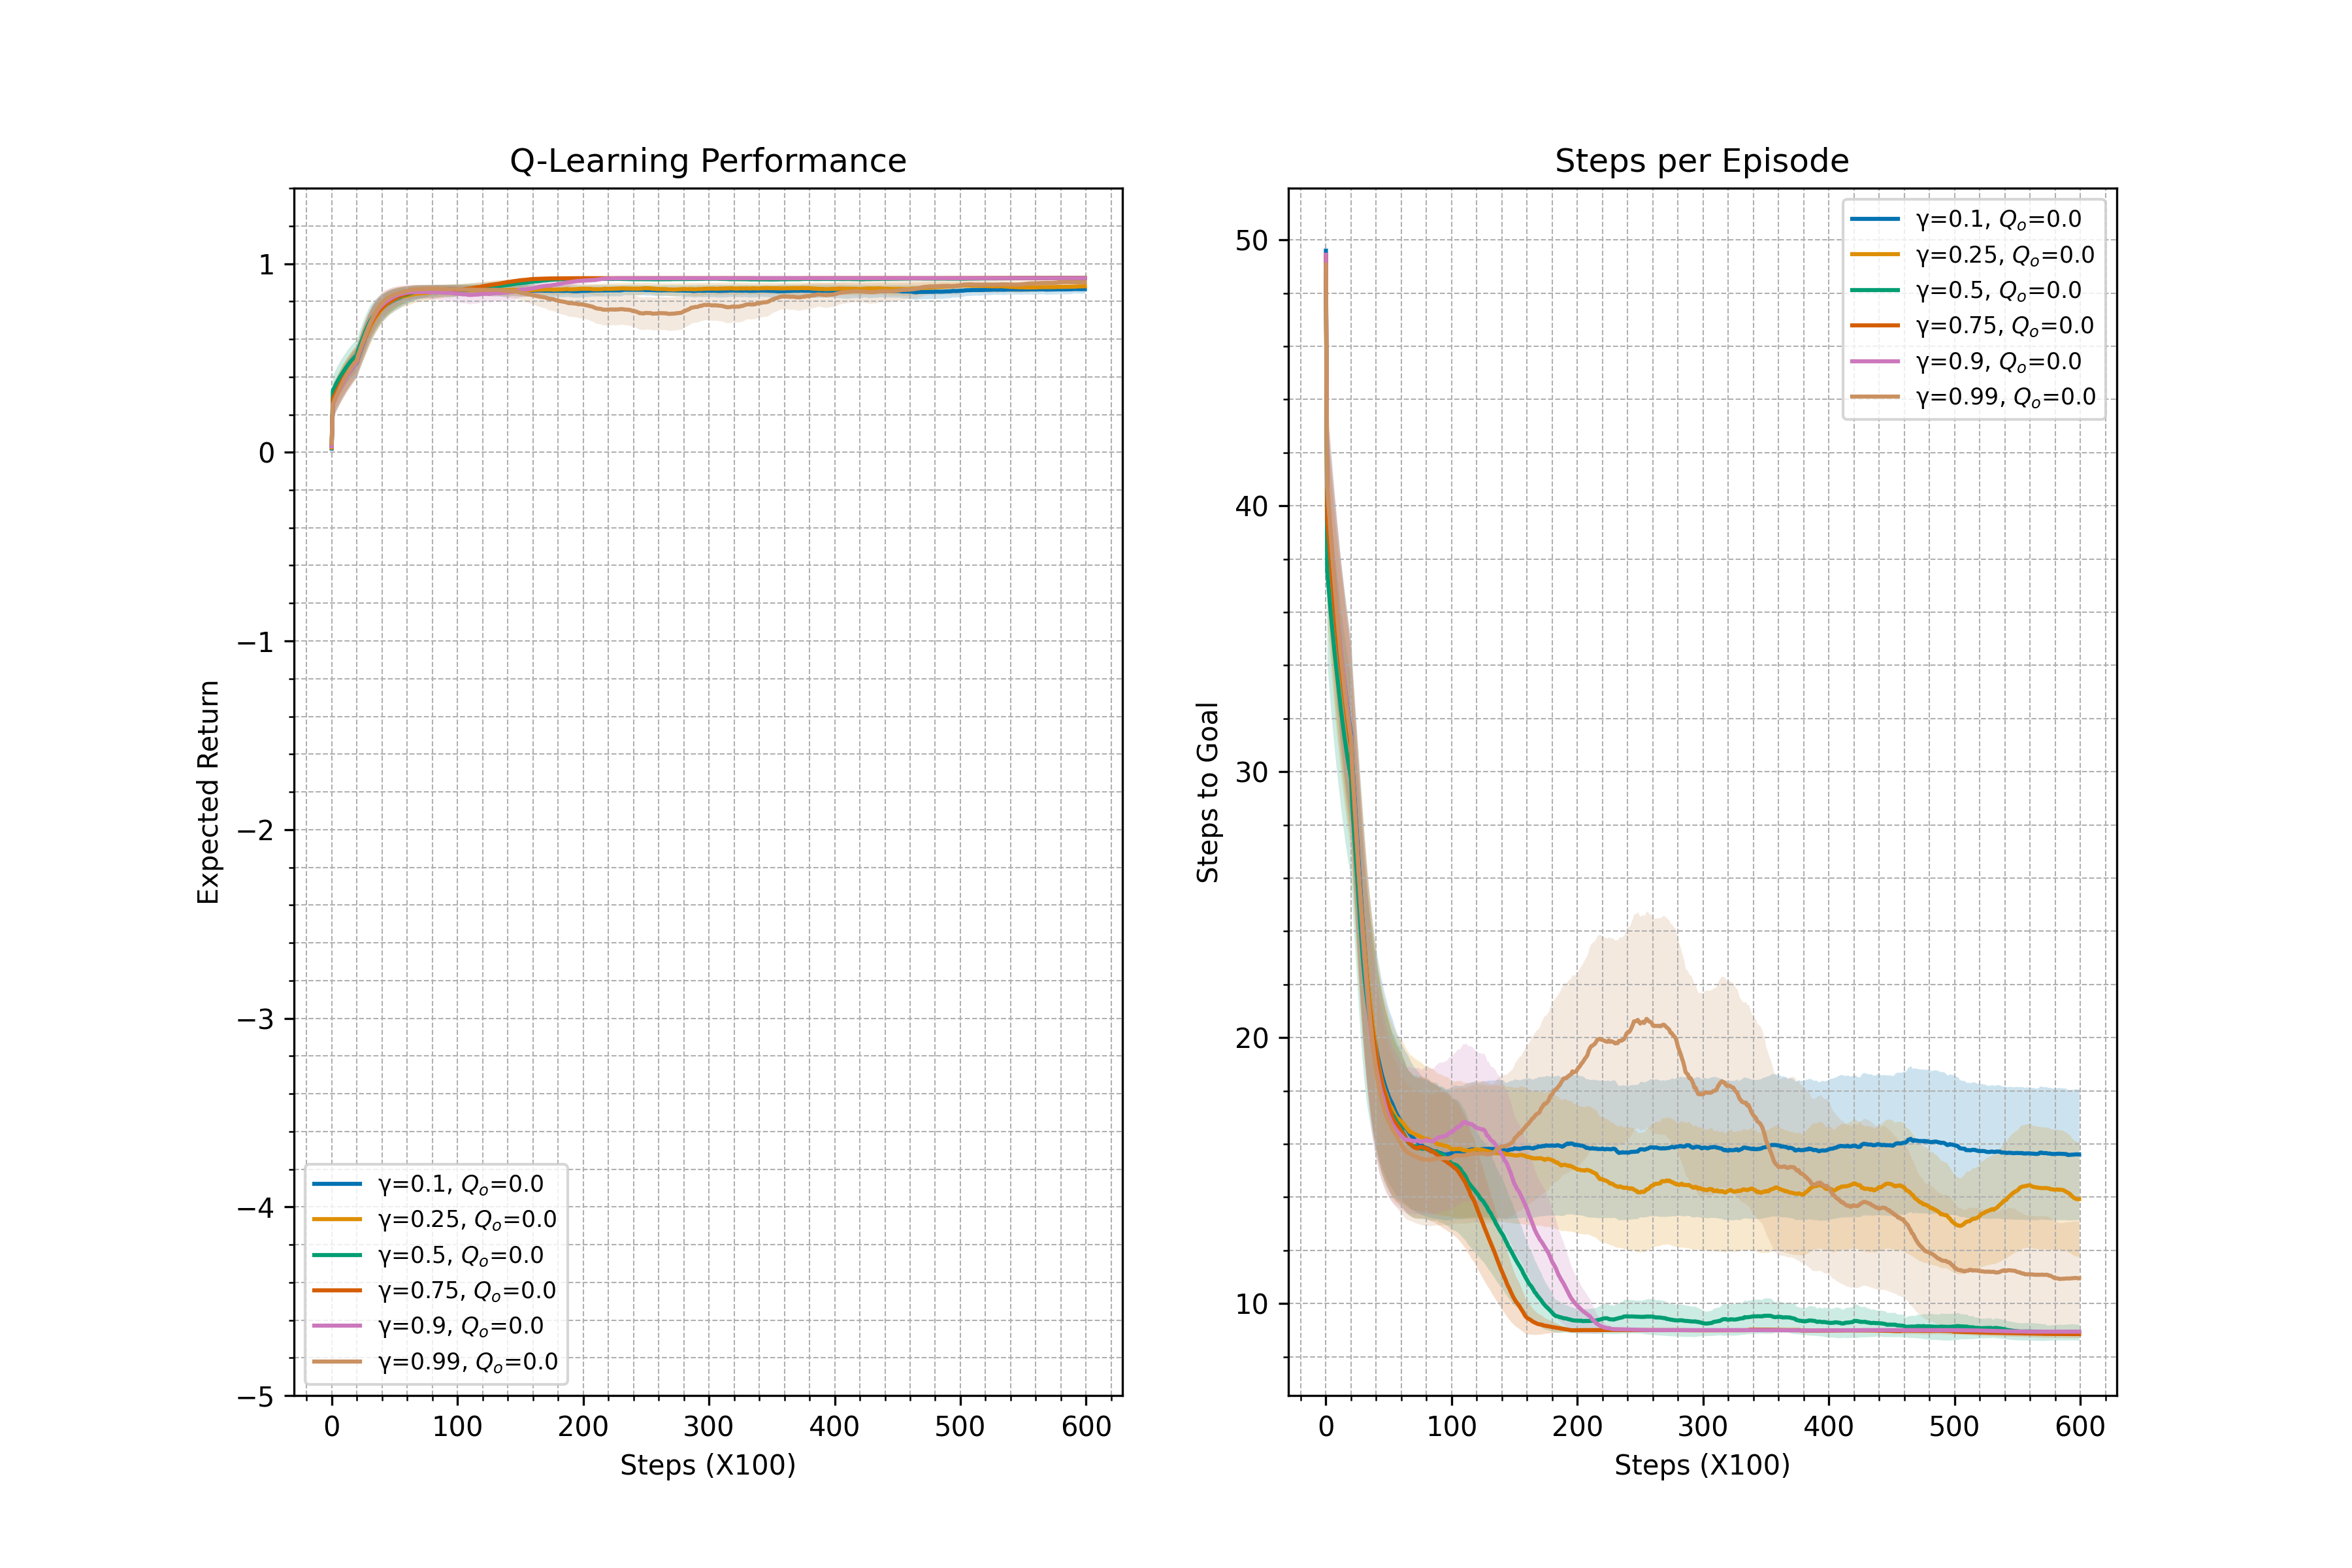 Q-Learning Performance
Expected Return
1
0
−1
−2
−3
−4
−5
γ=0.1, Qₒ=0.0
γ=0.25, Qₒ=0.0
γ=0.5, Qₒ=0.0
γ=0.75, Qₒ=0.0
γ=0.9, Qₒ=0.0
γ=0.99, Qₒ=0.0
0 100 200 300 400 500 600
Steps (X100)
Steps per Episode
Steps to Goal
50
40
30
20
10
γ=0.1, Qₒ=0.0
γ=0.25, Qₒ=0.0
γ=0.5, Qₒ=0.0
γ=0.75, Qₒ=0.0
γ=0.9, Qₒ=0.0
γ=0.99, Qₒ=0.0
0 100 200 300 400 500 600
Steps (X100)